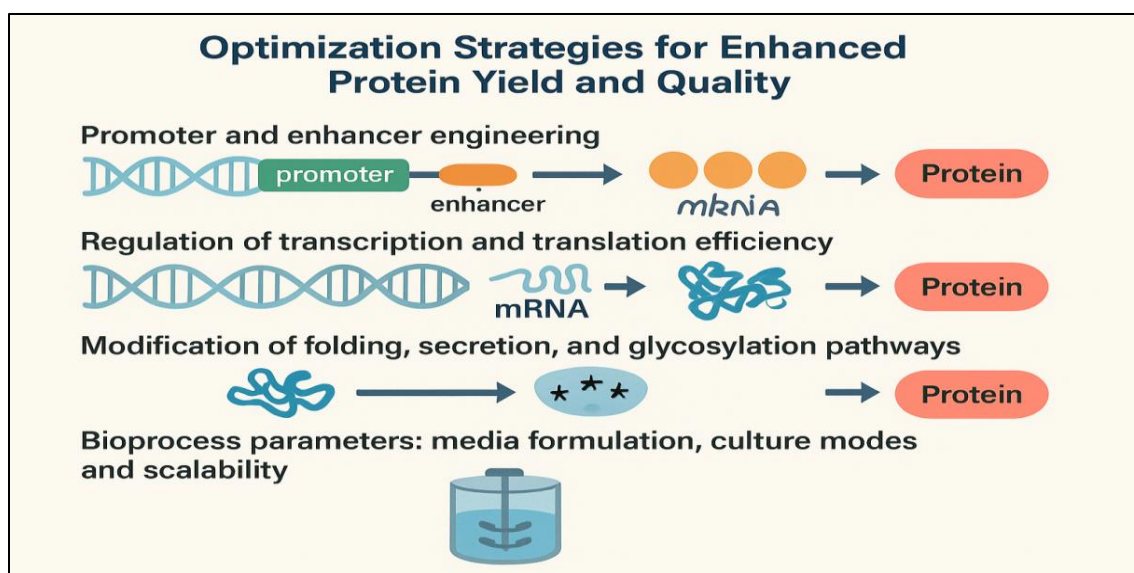 Optimization Strategies for Enhanced
Protein Yield and Quality
Promoter and enhancer engineering
promoter
enhancer
mkniA
Protein
Regulation of transcription and translation efficiency
mRNA
Protein
Modification of folding, secretion, and glycosylation pathways
Protein
Bioprocess parameters: media formulation, culture modes
and scalability